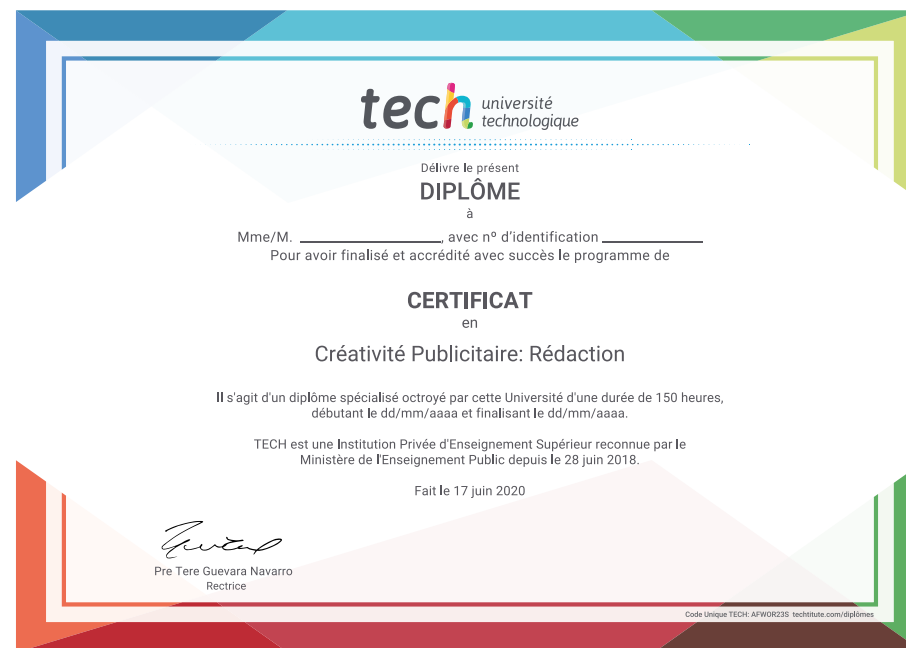 tech université
technologique
Délivre le présent
DIPLÔME
à
Mme/M. ____________________, avec nº d'identification ______________
Pour avoir finalisé et accrédité avec succès le programme de
CERTIFICAT
en
Créativité Publicitaire: Rédaction
Il s'agit d'un diplôme spécialisé octroyé par cette Université d'une durée de 150 heures,
débutant le dd/mm/aaaa et finalisant le dd/mm/aaaa.
TECH est une Institution Privée d'Enseignement Supérieur reconnue par le
Ministère de l'Enseignement Public depuis le 28 juin 2018.
Fait le 17 juin 2020
Pre Tere Guevara Navarro
Rectrice
Code Unique TECH: AFWOR23S techtitute.com/diplômes